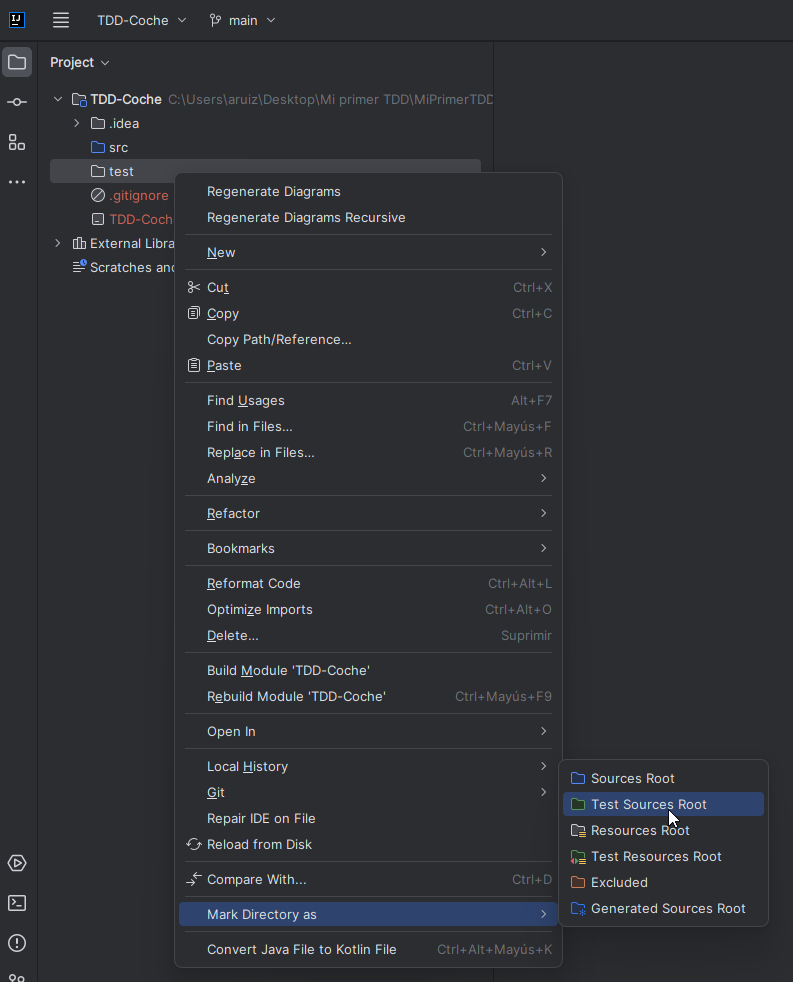 IJ
TDD-Coche
main
Project
TDD-Coche C:\Users\aruiz\Desktop\Mi primer TDD\MiPrimerTDD
.idea
src
test
.gitignore
TDD-Coch
External Libra
Scratches and
Regenerate Diagrams
Regenerate Diagrams Recursive
New
Cut Ctrl+X
Copy Ctrl+C
Copy Path/Reference...
Paste Ctrl+V
Find Usages Alt+F7
Find in Files... Ctrl+Mayús+F
Replace in Files... Ctrl+Mayús+R
Analyze
Refactor
Bookmarks
Reformat Code Ctrl+Alt+L
Optimize Imports Ctrl+Alt+O
Delete... Suprimir
Build Module 'TDD-Coche'
Rebuild Module 'TDD-Coche' Ctrl+Mayús+F9
Open In
Local History
Git
Repair IDE on File
Reload from Disk
Compare With... Ctrl+D
Mark Directory as
Convert Java File to Kotlin File Ctrl+Alt+Mayús+K
Sources Root
Test Sources Root
Resources Root
Test Resources Root
Excluded
Generated Sources Root